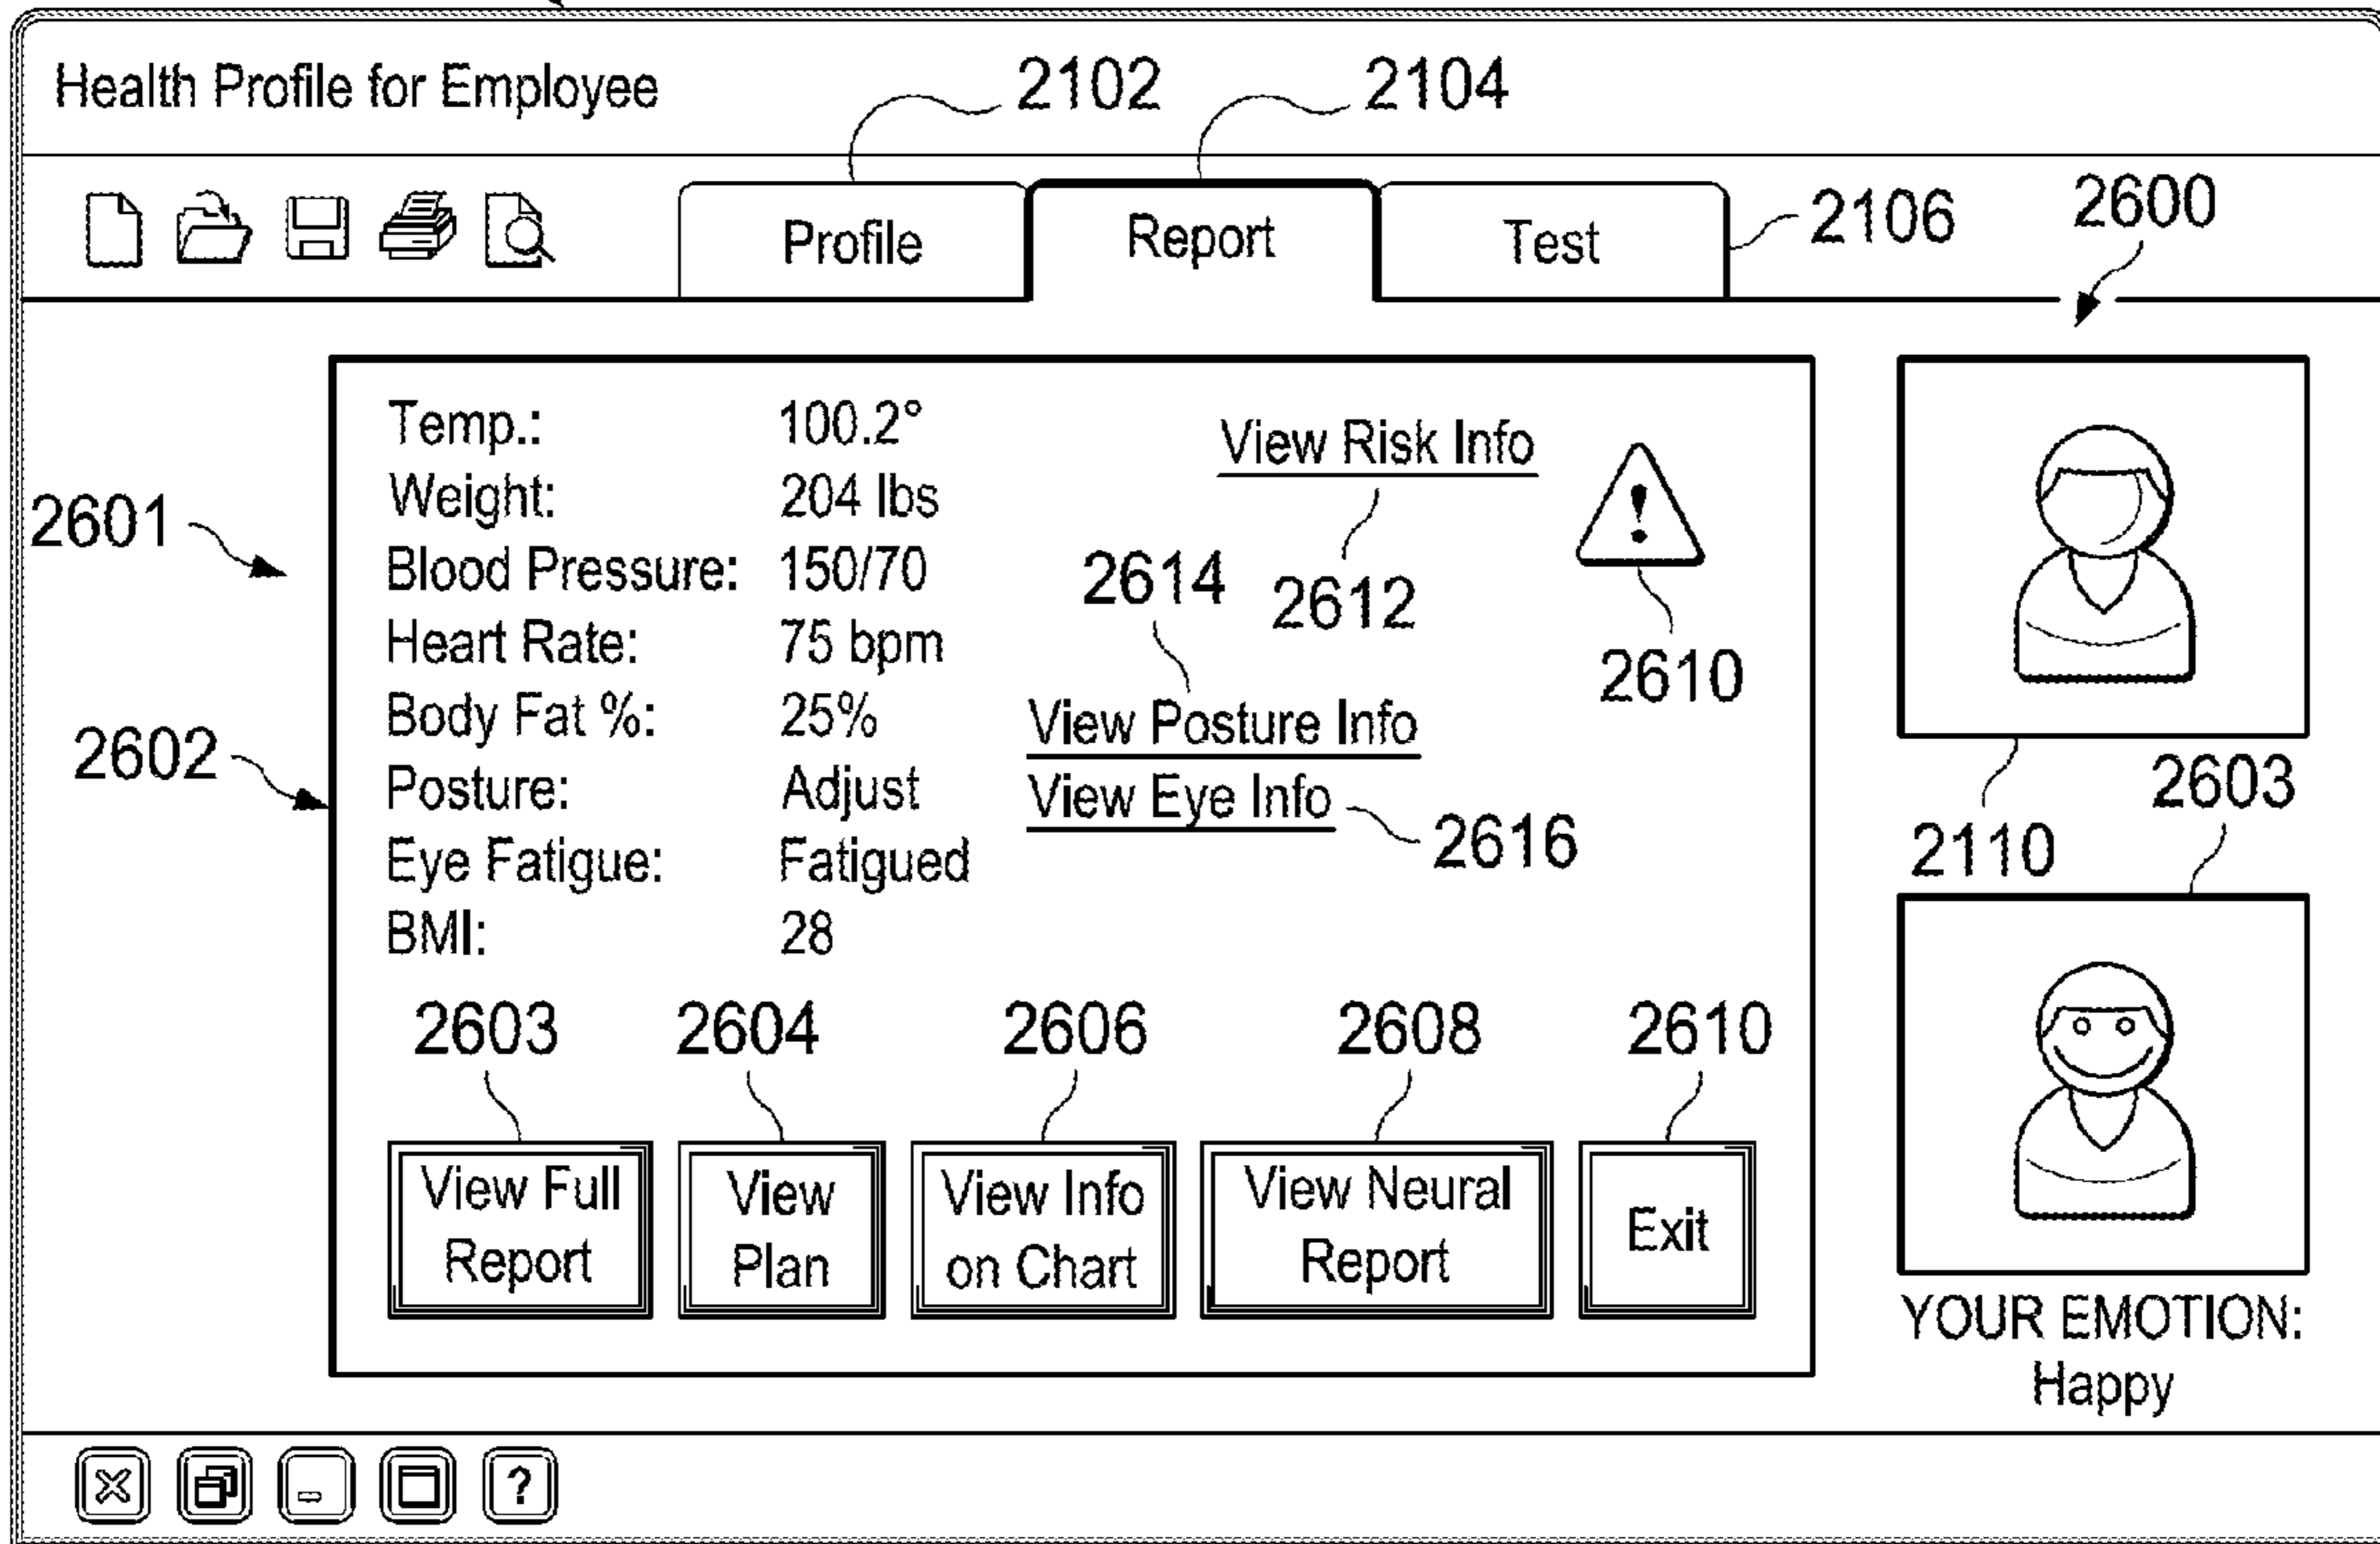 Health Profile for Employee
2102
2104
Profile
Report
Test
2106
2600
Temp.: 100.2°
View Risk Info
Weight: 204 lbs
2601
Blood Pressure: 150/70
2614
2612
Heart Rate: 75 bpm
2610
Body Fat %: 25%
View Posture Info
2602
Posture: Adjust
View Eye Info
2603
2616
2110
Eye Fatigue: Fatigued
BMI: 28
2603
2604
2606
2608
2610
View Full
Report
View
Plan
View Info
on Chart
View Neural
Report
Exit
YOUR EMOTION:
Happy
?